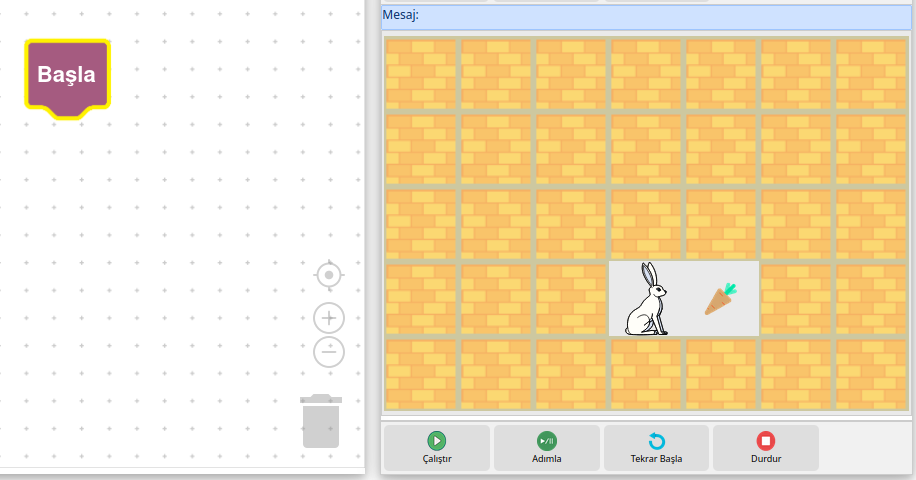 Mesaj:
Başla
Çalıştır
Adımla
Tekrar Başla
Durdur